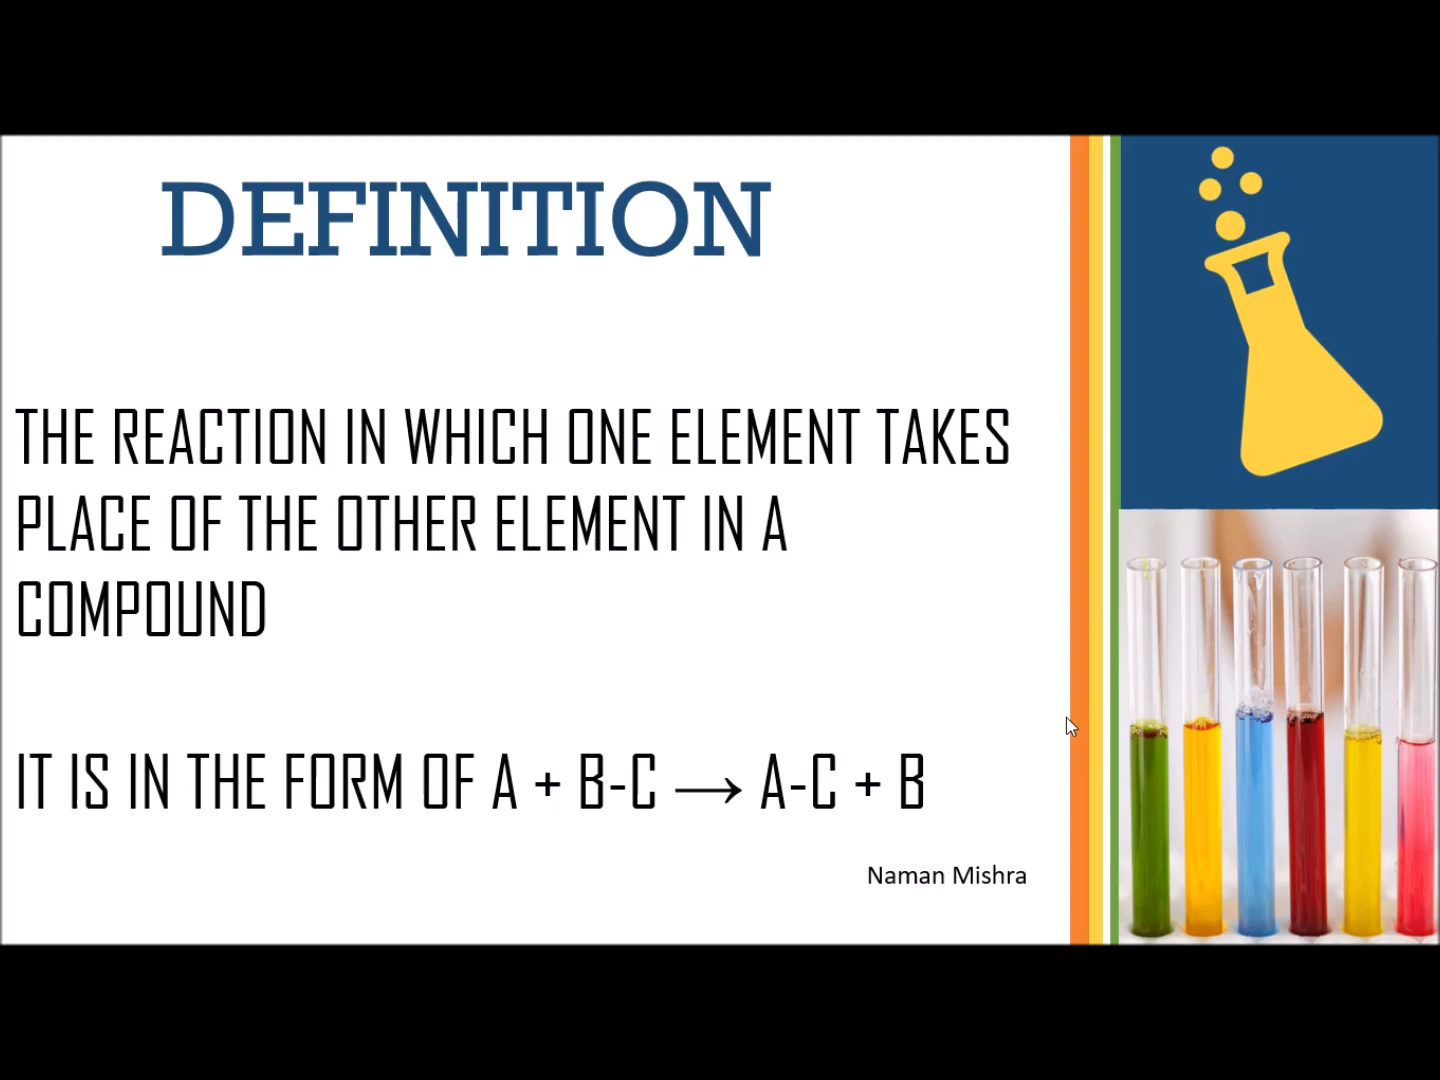 DEFINITION
THE REACTION IN WHICH ONE ELEMENT TAKES
PLACE OF THE OTHER ELEMENT IN A
COMPOUND
IT IS IN THE FORM OF A + B-C → A-C + B
Naman Mishra